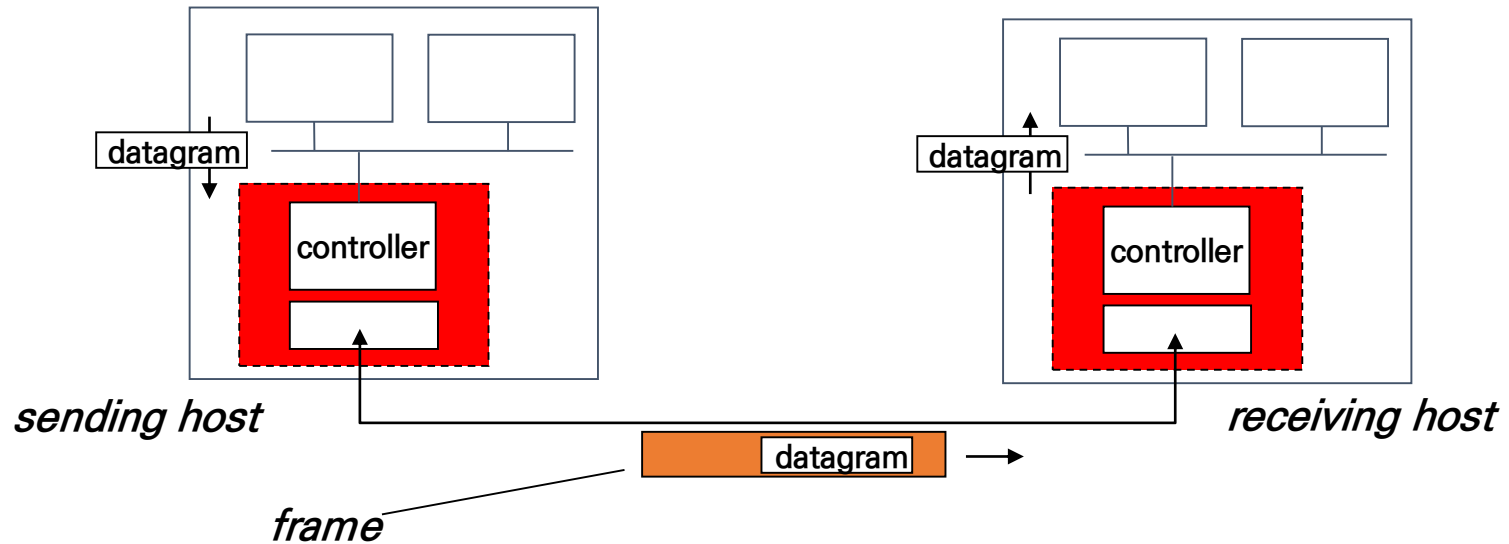 datagram
datagram
controller
controller
sending host
receiving host
datagram
frame